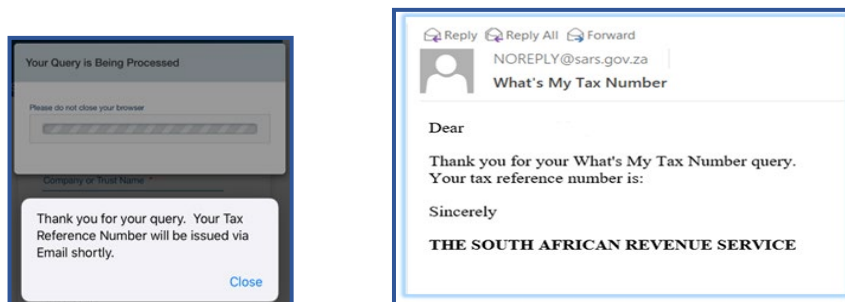 Your Query is Being Processed
Please do not close your browser
Company or Trust Name *
Thank you for your query. Your Tax
Reference Number will be issued via
Email shortly.
Close
Reply Reply All Forward
NOREPLY@sars.gov.za
What's My Tax Number
Dear
Thank you for your What's My Tax Number query.
Your tax reference number is:
Sincerely
THE SOUTH AFRICAN REVENUE SERVICE